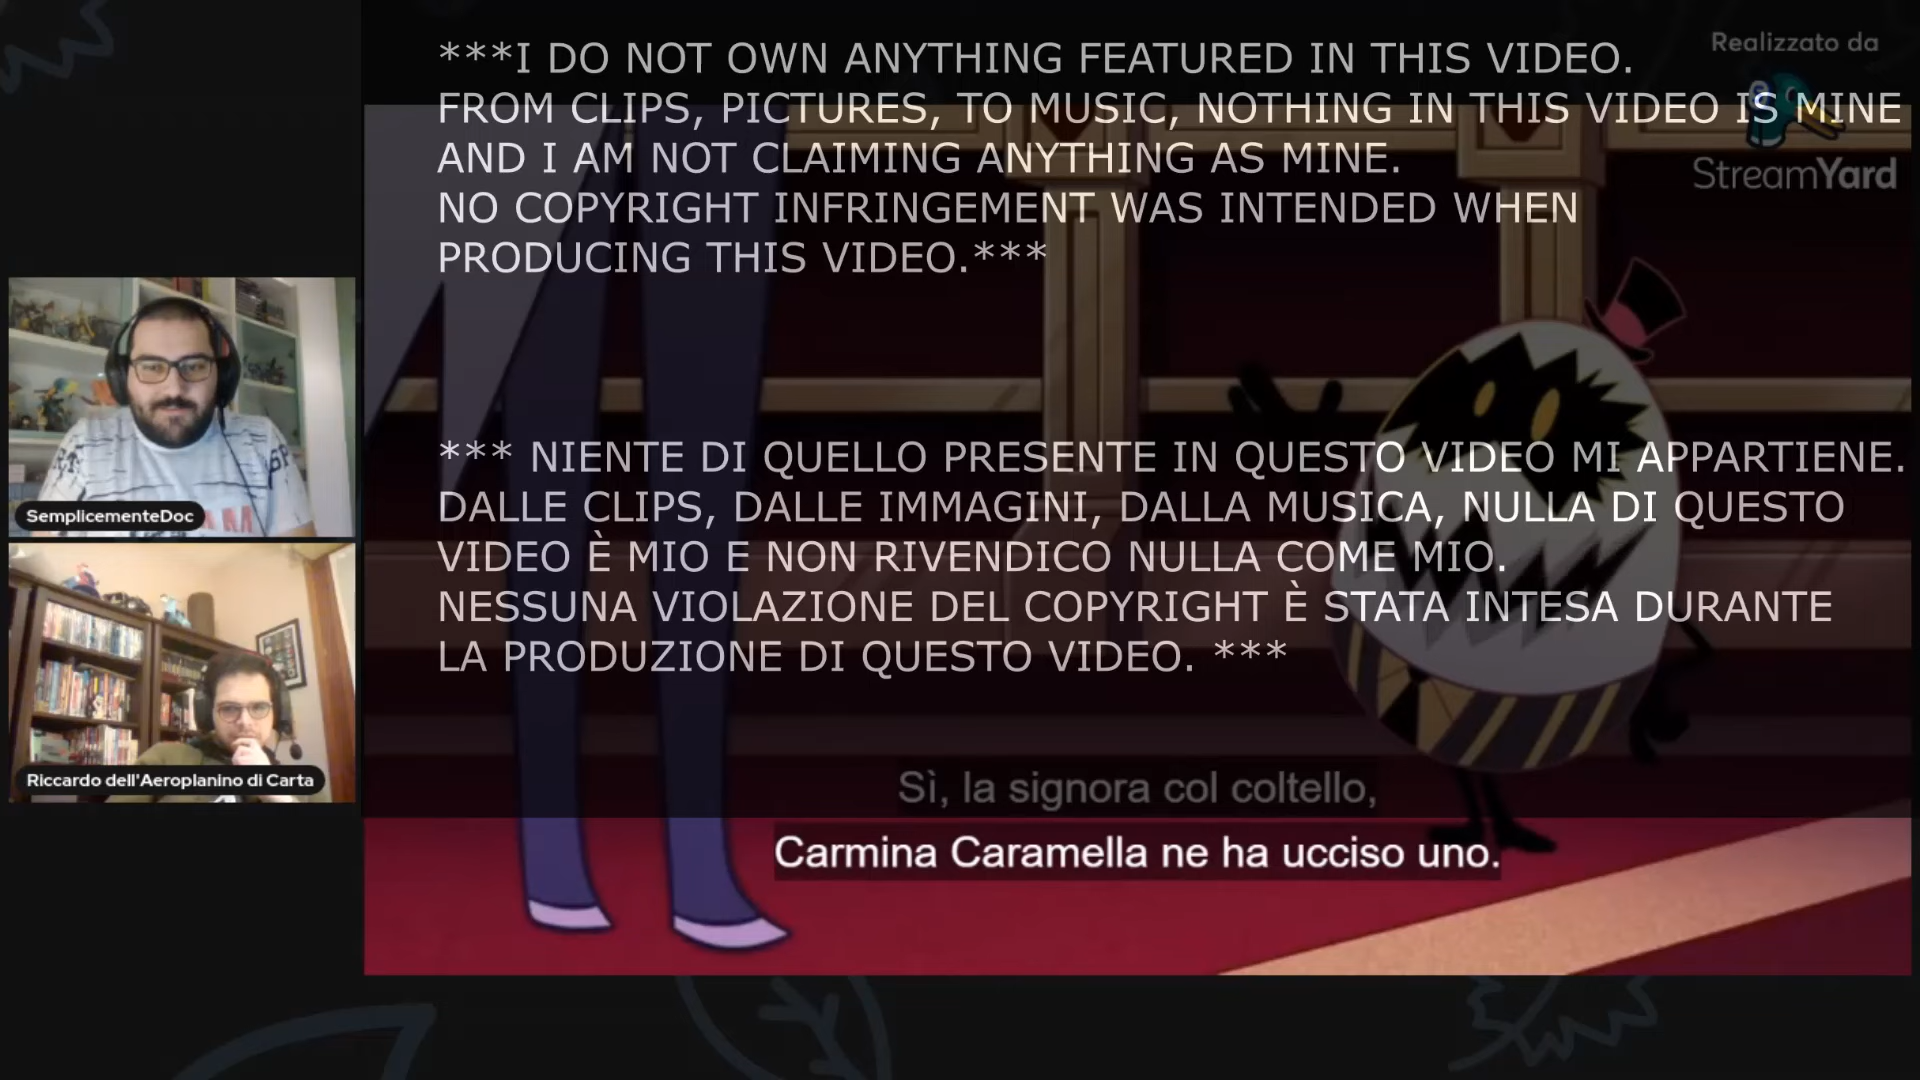 ***I DO NOT OWN ANYTHING FEATURED IN THIS VIDEO.
FROM CLIPS, PICTURES, TO MUSIC, NOTHING IN THIS VIDEO IS MINE
AND I AM NOT CLAIMING ANYTHING AS MINE.
NO COPYRIGHT INFRINGEMENT WAS INTENDED WHEN
PRODUCING THIS VIDEO.***
Realizzato da
StreamYard
*** NIENTE DI QUELLO PRESENTE IN QUESTO VIDEO MI APPARTIENE.
DALLE CLIPS, DALLE IMMAGINI, DALLA MUSICA, NULLA DI QUESTO
VIDEO È MIO E NON RIVENDICO NULLA COME MIO.
NESSUNA VIOLAZIONE DEL COPYRIGHT È STATA INTESA DURANTE
LA PRODUZIONE DI QUESTO VIDEO. ***
SemplicementeDoc
Riccardo dell'Aeroplanino di Carta
Sì, la signora col coltello,
Carmina Caramella ne ha ucciso uno.